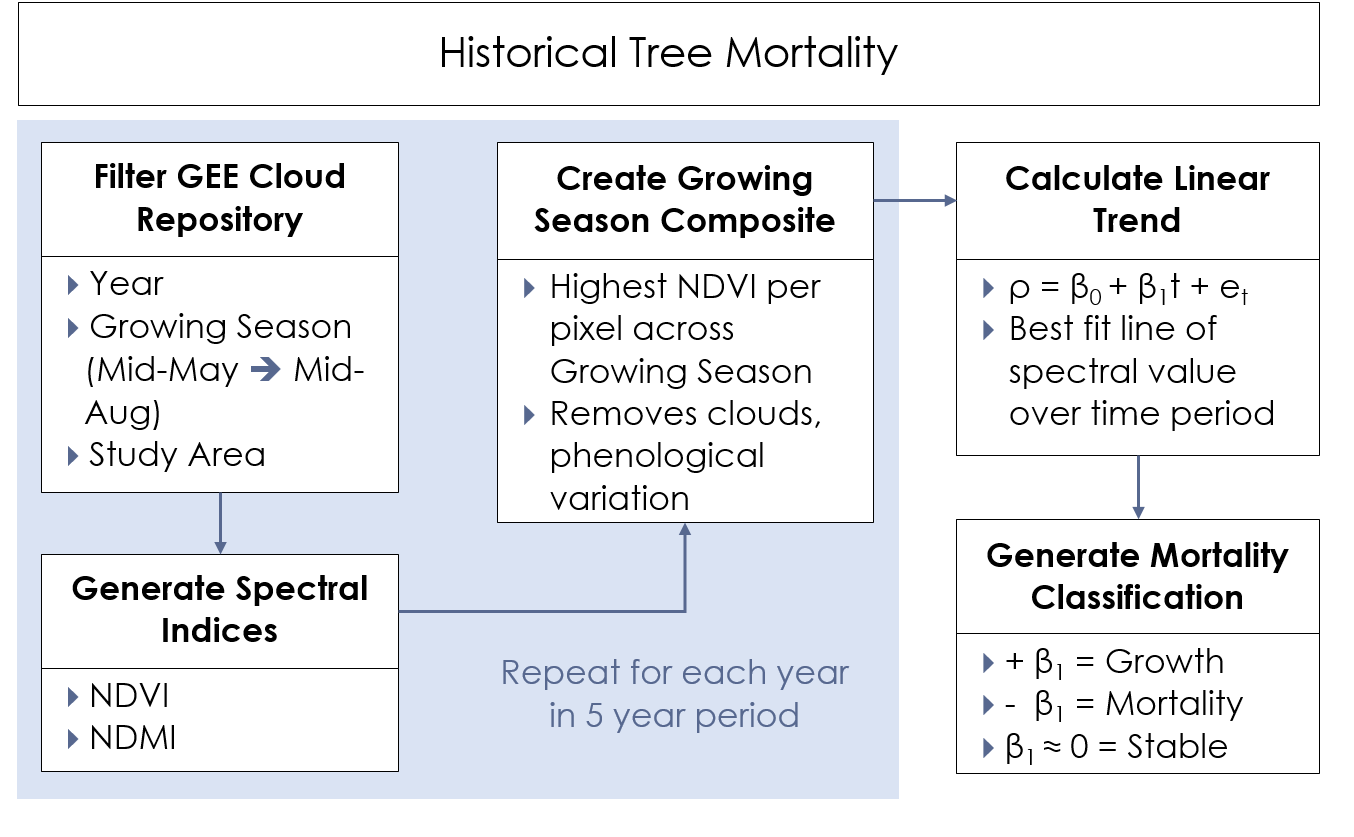 Historical Tree Mortality
Filter GEE Cloud
Repository
Year
Growing Season
(Mid-May ➔ Mid-
Aug)
Study Area
Generate Spectral
Indices
NDVI
NDMI
Create Growing
Season Composite
Highest NDVI per
pixel across
Growing Season
Removes clouds,
phenological
variation
Repeat for each year
in 5 year period
Calculate Linear
Trend
ρ = β₀ + β₁t + eₜ
Best fit line of
spectral value
over time period
Generate Mortality
Classification
+ β₁ = Growth
- β₁ = Mortality
β₁ ≈ 0 = Stable